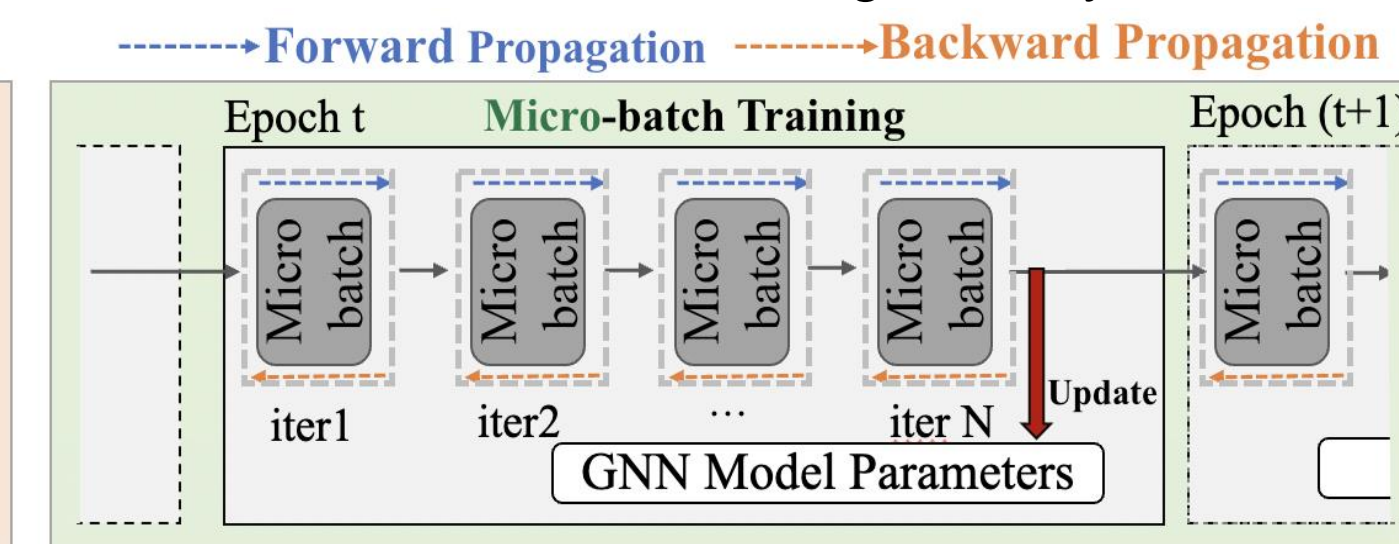 Forward Propagation
Backward Propagation
Epoch t
Micro-batch Training
Epoch (t+1)
Micro
batch
Micro
batch
Micro
batch
Micro
batch
Micro
batch
iter1
iter2
...
iter N
Update
GNN Model Parameters